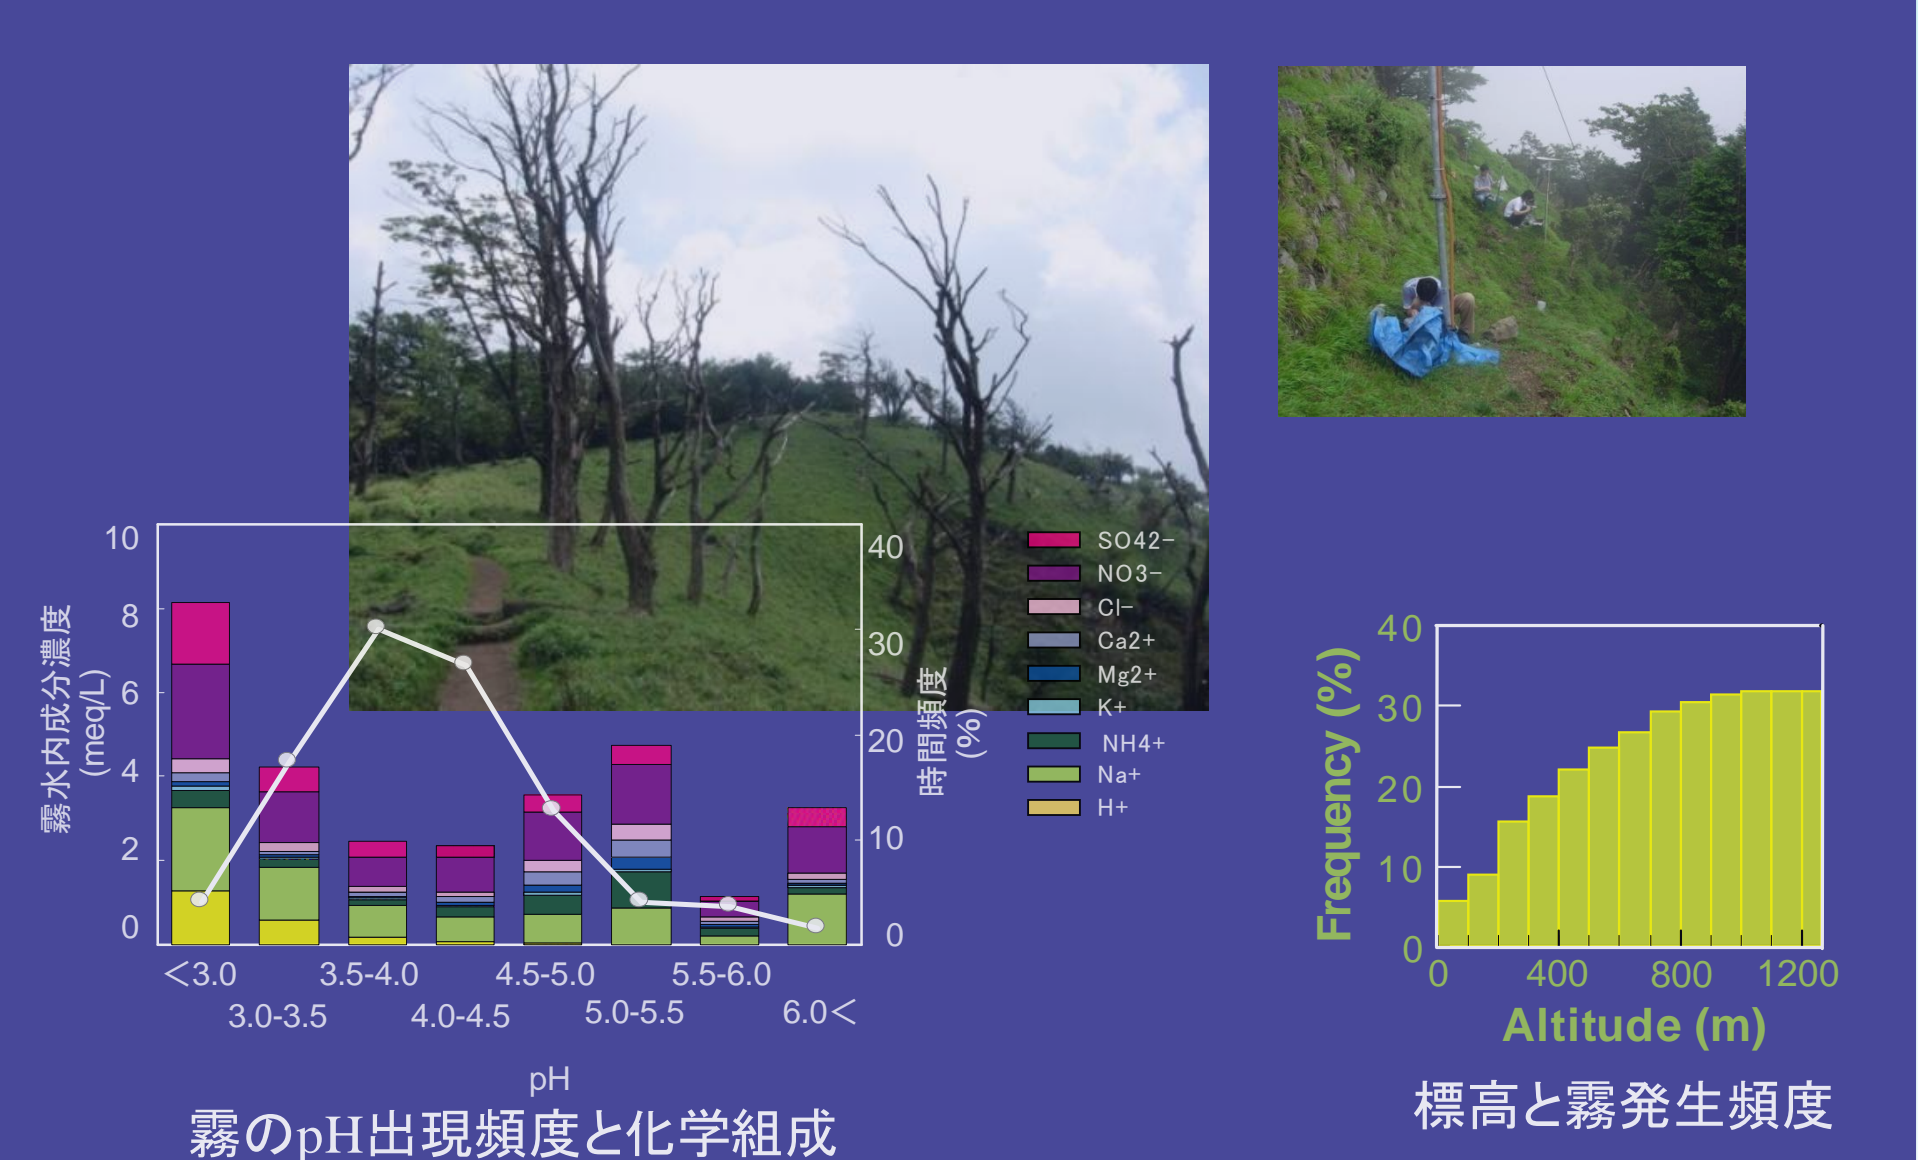 10
8
6
4
2
0
霧水内成分濃度
(meq/L)
40
30
20
10
0
時間頻度
(%)
SO42−
NO3−
Cl−
Ca2+
Mg2+
K+
NH4+
Na+
H+
＜3.0
3.0-3.5
3.5-4.0
4.0-4.5
4.5-5.0
5.0-5.5
5.5-6.0
6.0＜
pH
霧のpH出現頻度と化学組成
40
30
20
10
0
Frequency (%)
0 400 800 1200
Altitude (m)
標高と霧発生頻度